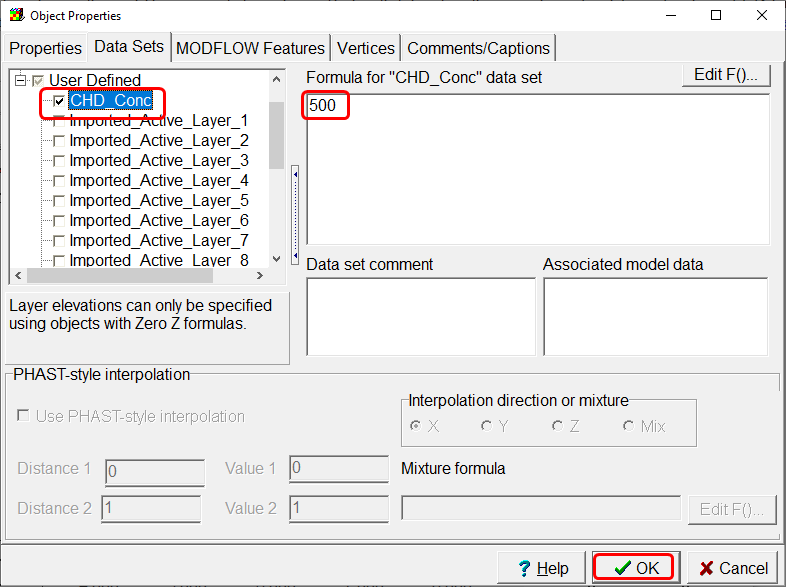 Object Properties
Properties Data Sets MODFLOW Features Vertices Comments/Captions
User Defined
CHD_Conc
Imported_Active_Layer_1
Imported_Active_Layer_2
Imported_Active_Layer_3
Imported_Active_Layer_4
Imported_Active_Layer_5
Imported_Active_Layer_6
Imported_Active_Layer_7
Imported_Active_Layer_8
Formula for "CHD_Conc" data set
Edit F()...
500
Data set comment
Associated model data
Layer elevations can only be specified
using objects with Zero Z formulas.
PHAST-style interpolation
Use PHAST-style interpolation
Interpolation direction or mixture
X Y Z Mix
Distance 1 0 Value 1 0 Mixture formula
Distance 2 1 Value 2 1 Edit F()...
? Help OK Cancel